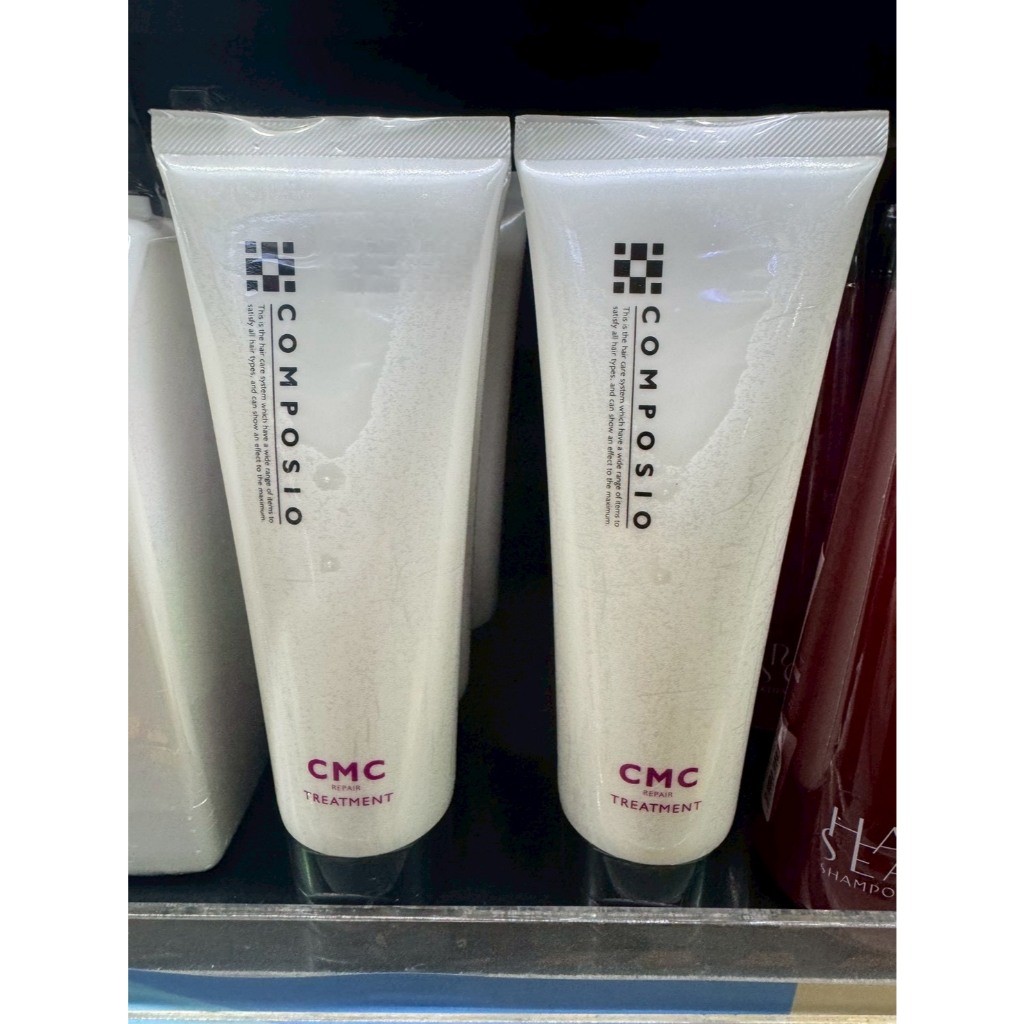 COMPOSIO
This is the hair care system which have a wide range of items to
satisfy all hair types, and can show an effect to the maximum.
CMC
REPAIR
TREATMENT
COMPOSIO
This is the hair care system which have a wide range of items to
satisfy all hair types, and can show an effect to the maximum.
CMC
REPAIR
TREATMENT
HA
SEA
SHAMPO